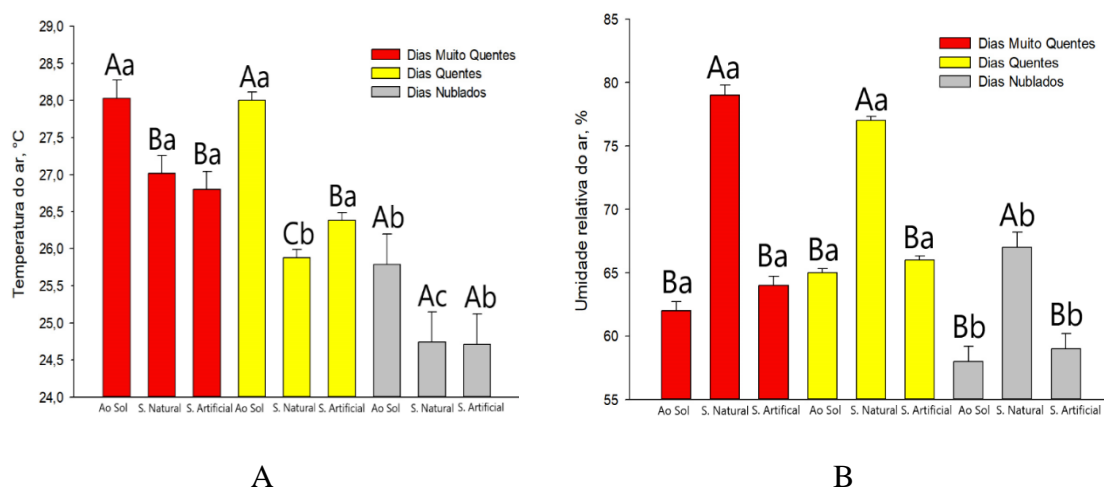 29,0
28,5
28,0
27,5
27,0
26,5
26,0
25,5
25,0
24,5
24,0
Temperatura do ar, °C
Dias Muito Quentes
Dias Quentes
Dias Nublados
Aa
Ba
Ba
Aa
Cb
Ba
Ab
Ac
Ab
Ao Sol S. Natural S. Artificial Ao Sol S. Natural S. Artificial Ao Sol S. Natural S. Artificial
A
85
80
75
70
65
60
55
Umidade relativa do ar, %
Dias Muito Quentes
Dias Quentes
Dias Nublados
Ba
Aa
Ba
Ba
Aa
Ba
Bb
Ab
Bb
Ao Sol S. Natural S. Artifical Ao Sol S. Natural S. Artificial Ao Sol S. Natural S. Artificial
B